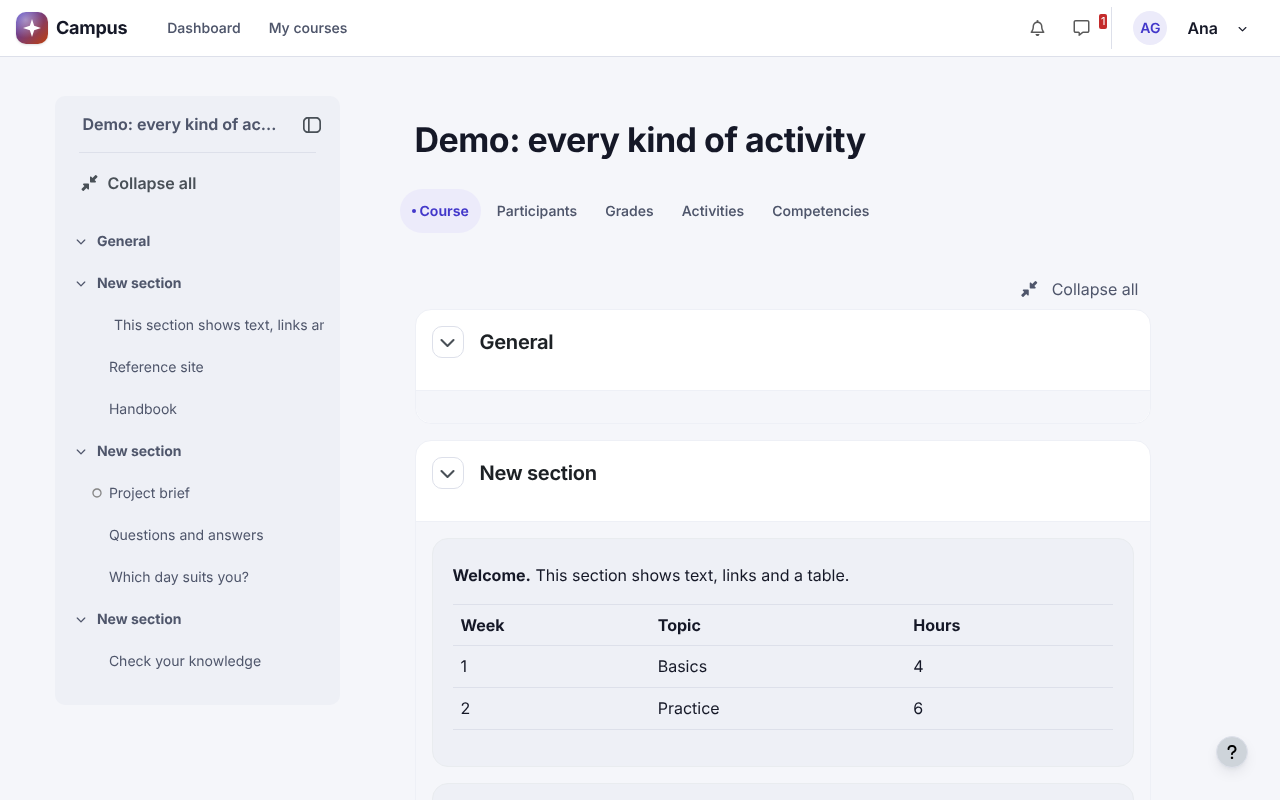 Campus
Dashboard
My courses
1
AG
Ana
Demo: every kind of ac...
Collapse all
General
New section
This section shows text, links ar
Reference site
Handbook
New section
Project brief
Questions and answers
Which day suits you?
New section
Check your knowledge
Demo: every kind of activity
Course
Participants
Grades
Activities
Competencies
Collapse all
General
New section
Welcome. This section shows text, links and a table.
Week Topic Hours
1 Basics 4
2 Practice 6
?